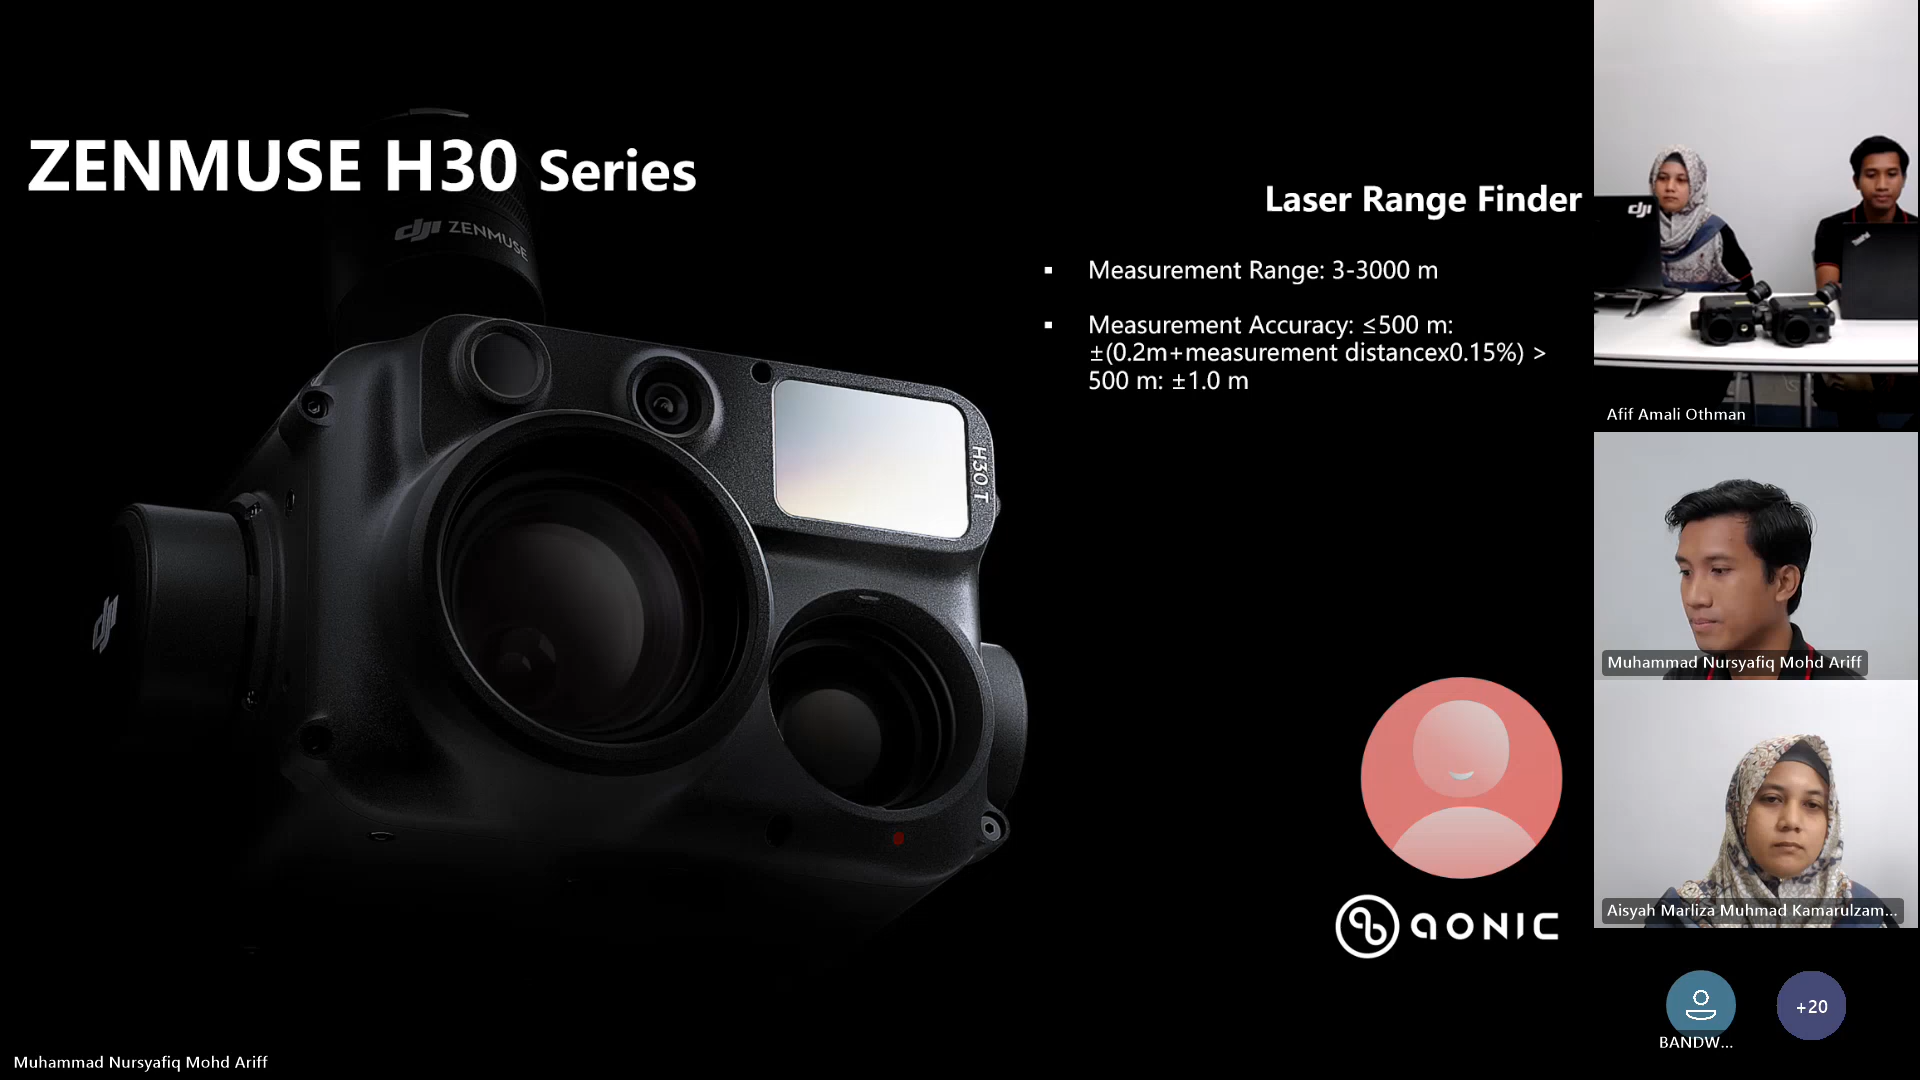 ZENMUSE H30 Series
dji ZENMUSE
H30T
dji
Laser Range Finder
▪ Measurement Range: 3-3000 m
▪ Measurement Accuracy: ≤500 m:
±(0.2m+measurement distancex0.15%) >
500 m: ±1.0 m
aonic
dji
ThinkPad
Afif Amali Othman
Muhammad Nursyafiq Mohd Ariff
Aisyah Marliza Muhmad Kamarulzam...
BANDW...
+20
Muhammad Nursyafiq Mohd Ariff